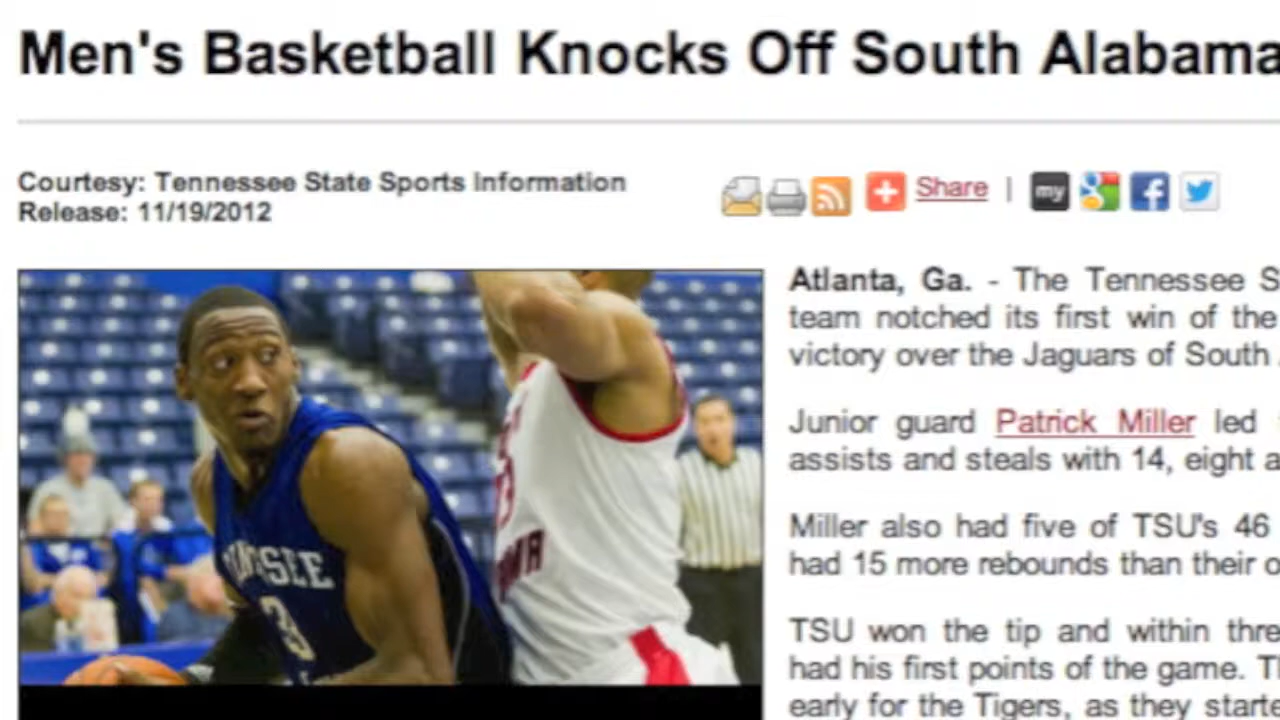 Men's Basketball Knocks Off South Alabama
Courtesy: Tennessee State Sports Information
Release: 11/19/2012
Share |
my
Atlanta, Ga. - The Tennessee S
team notched its first win of the
victory over the Jaguars of South
Junior guard Patrick Miller led
assists and steals with 14, eight a
Miller also had five of TSU's 46
had 15 more rebounds than their o
TSU won the tip and within thre
had his first points of the game. Th
early for the Tigers, as they starte
3